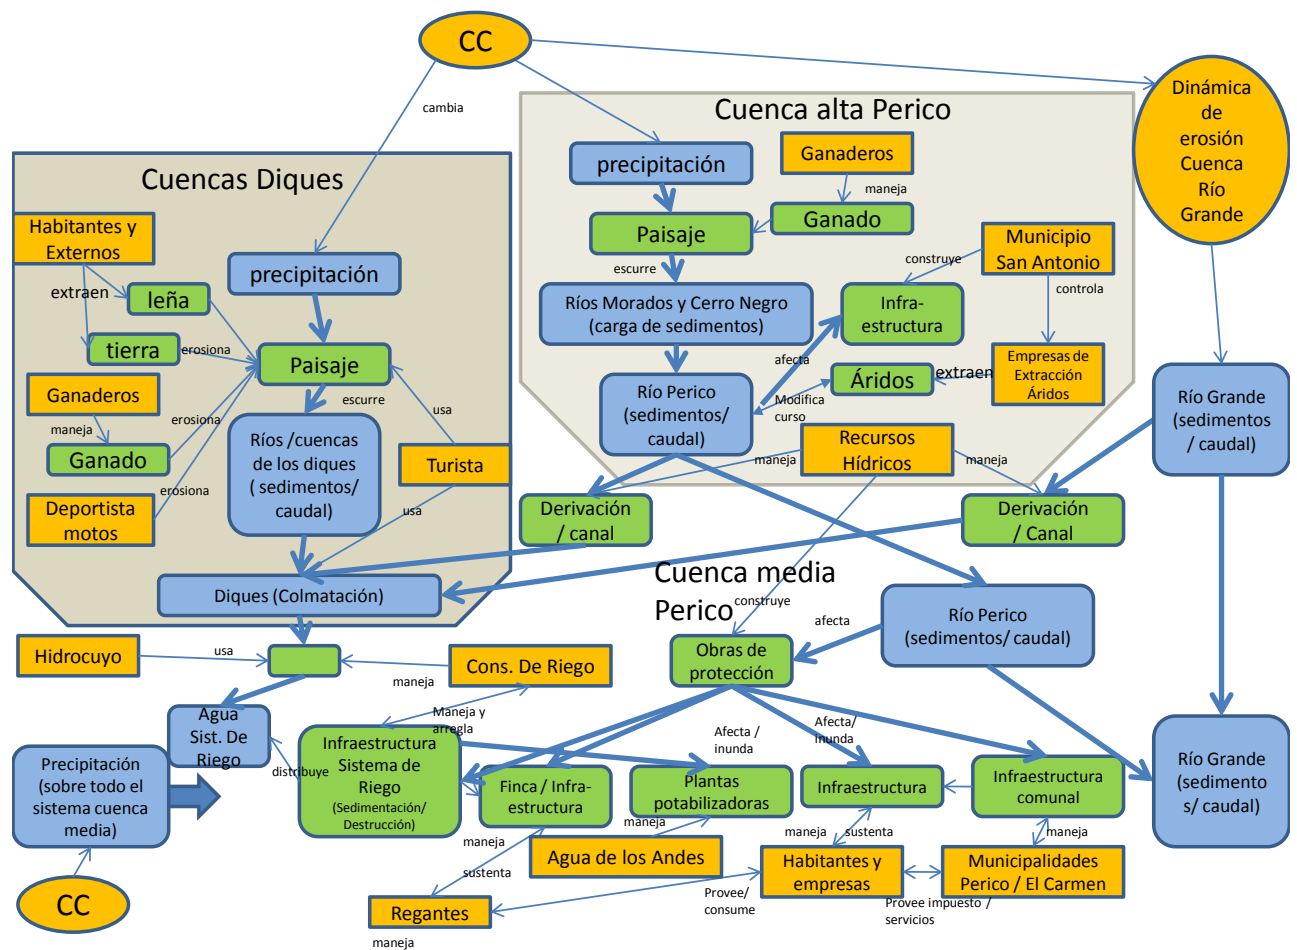 CC
cambia
Dinámica
de
erosión
Cuenca
Río
Grande
Cuenca alta Perico
precipitación
Ganaderos
maneja
Ganado
Paisaje
escurre
Municipio
San Antonio
construye
controla
Ríos Morados y Cerro Negro
(carga de sedimentos)
Infra-
estructura
afecta
Río Perico
(sedimentos/
caudal)
Modifica
curso
Áridos
extraen
Empresas de
Extracción
Áridos
Cuencas Diques
Habitantes y
Externos
extraen
leña
tierra
erosiona
precipitación
Paisaje
escurre
Ganaderos
maneja
Ganado
erosiona
Deportista
motos
erosiona
Ríos /cuencas
de los diques
( sedimentos/
caudal)
usa
Turista
usa
Diques (Colmatación)
Recursos
Hídricos
maneja
maneja
Derivación
/ canal
Derivación
/ Canal
Río Grande
(sedimentos
/ caudal)
Cuenca media
Perico
construye
Río Perico
(sedimentos/ caudal)
afecta
Obras de
protección
Hidrocuyo
usa
Cons. De Riego
maneja
Maneja y
arregla
Agua
Sist. De
Riego
distribuye
Precipitación
(sobre todo el
sistema cuenca
media)
CC
Infraestructura
Sistema de
Riego
(Sedimentación/
Destrucción)
Afecta /
inunda
Afecta/
inunda
Finca / Infra-
estructura
Plantas
potabilizadoras
Infraestructura
Infraestructura
comunal
Río Grande
(sedimento
s/ caudal)
maneja
sustenta
maneja
Agua de los Andes
maneja
sustenta
maneja
Habitantes y
empresas
Municipalidades
Perico / El Carmen
Provee/
consume
Provee impuesto /
servicios
Regantes
maneja